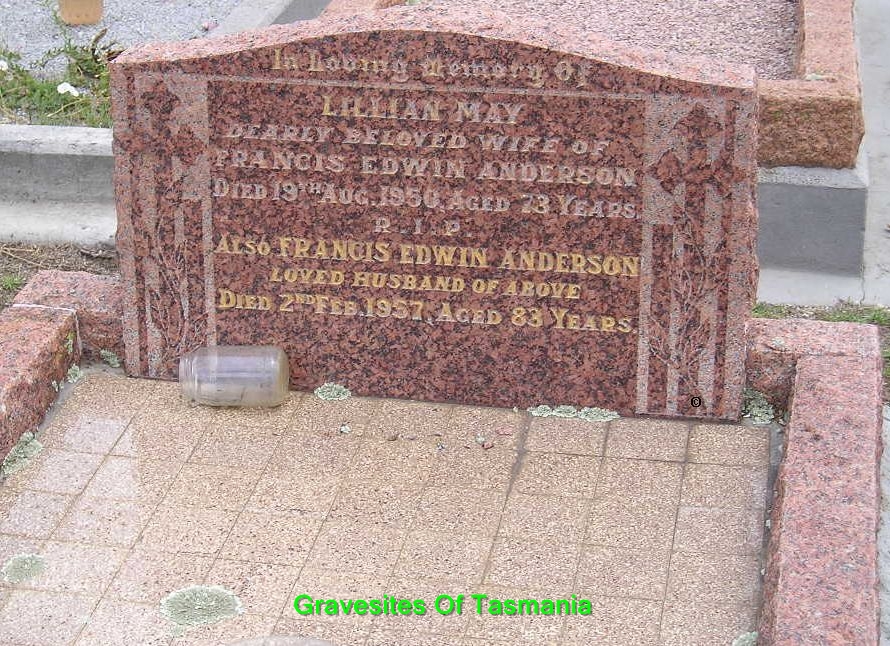 In Loving Memory Of
LILLIAN MAY
DEARLY BELOVED WIFE OF
FRANCIS EDWIN ANDERSON
DIED 19TH AUG. 1950, AGED 73 YEARS.
R.I.P.
ALSO FRANCIS EDWIN ANDERSON
LOVED HUSBAND OF ABOVE
DIED 2ND FEB. 1957, AGED 83 YEARS.
©
Gravesites Of Tasmania